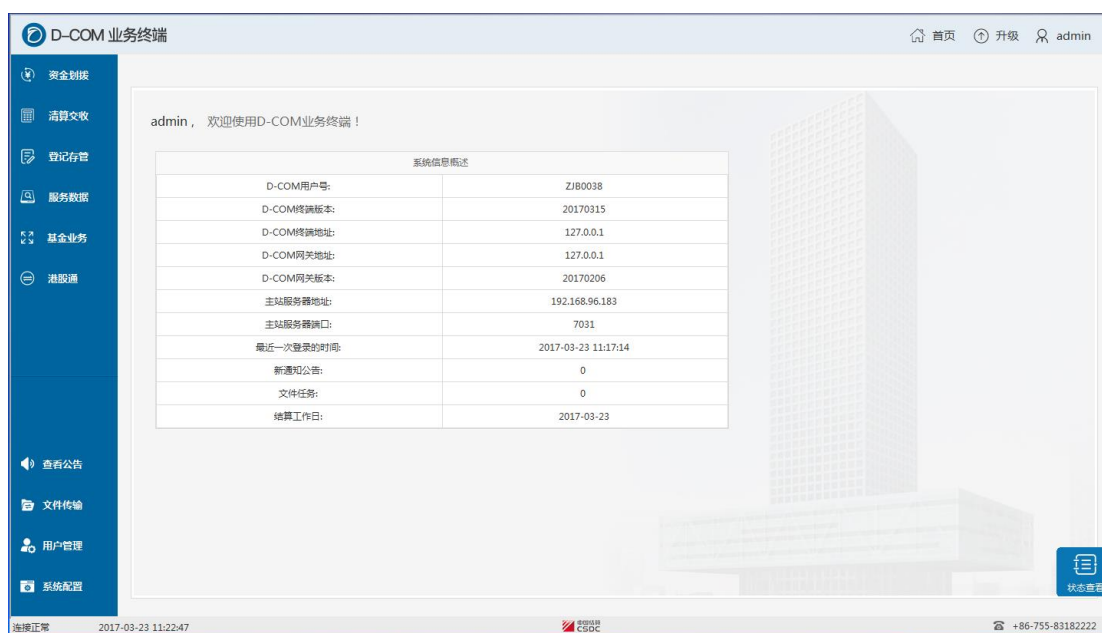 D-COM 业务终端
首页 升级 admin
资金划拨
清算交收
登记存管
服务数据
基金业务
港股通
查看公告
文件传输
用户管理
系统配置
admin， 欢迎使用D-COM业务终端！
系统信息概述
D-COM用户号: ZJB0038
D-COM终端版本: 20170315
D-COM终端地址: 127.0.0.1
D-COM网关地址: 127.0.0.1
D-COM网关版本: 20170206
主站服务器地址: 192.168.96.183
主站服务器端口: 7031
最近一次登录的时间: 2017-03-23 11:17:14
新通知公告: 0
文件任务: 0
结算工作日: 2017-03-23
状态查看
连接正常 2017-03-23 11:22:47 中国结算 CSDC +86-755-83182222